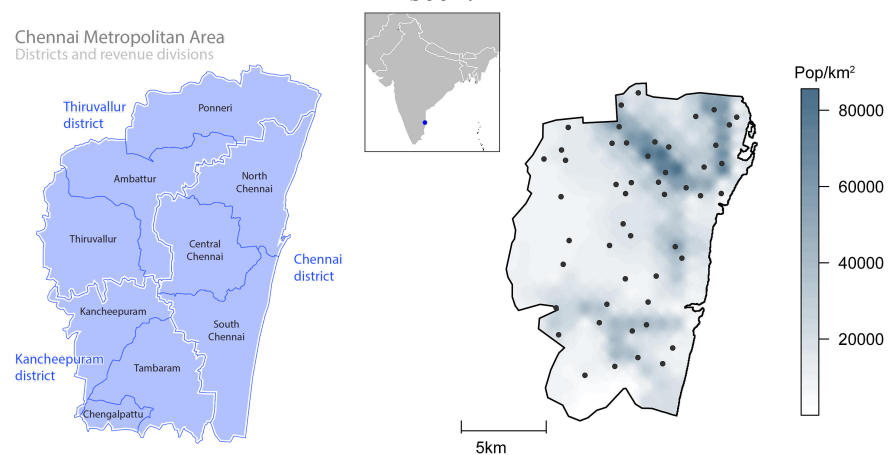 Chennai Metropolitan Area
Districts and revenue divisions
Thiruvallur
district
Ponneri
Ambattur
North
Chennai
Thiruvallur
Central
Chennai
Chennai
district
Kancheepuram
South
Chennai
Kancheepuram
district
Tambaram
Chengalpattu
Pop/km²
80000
60000
40000
20000
5km